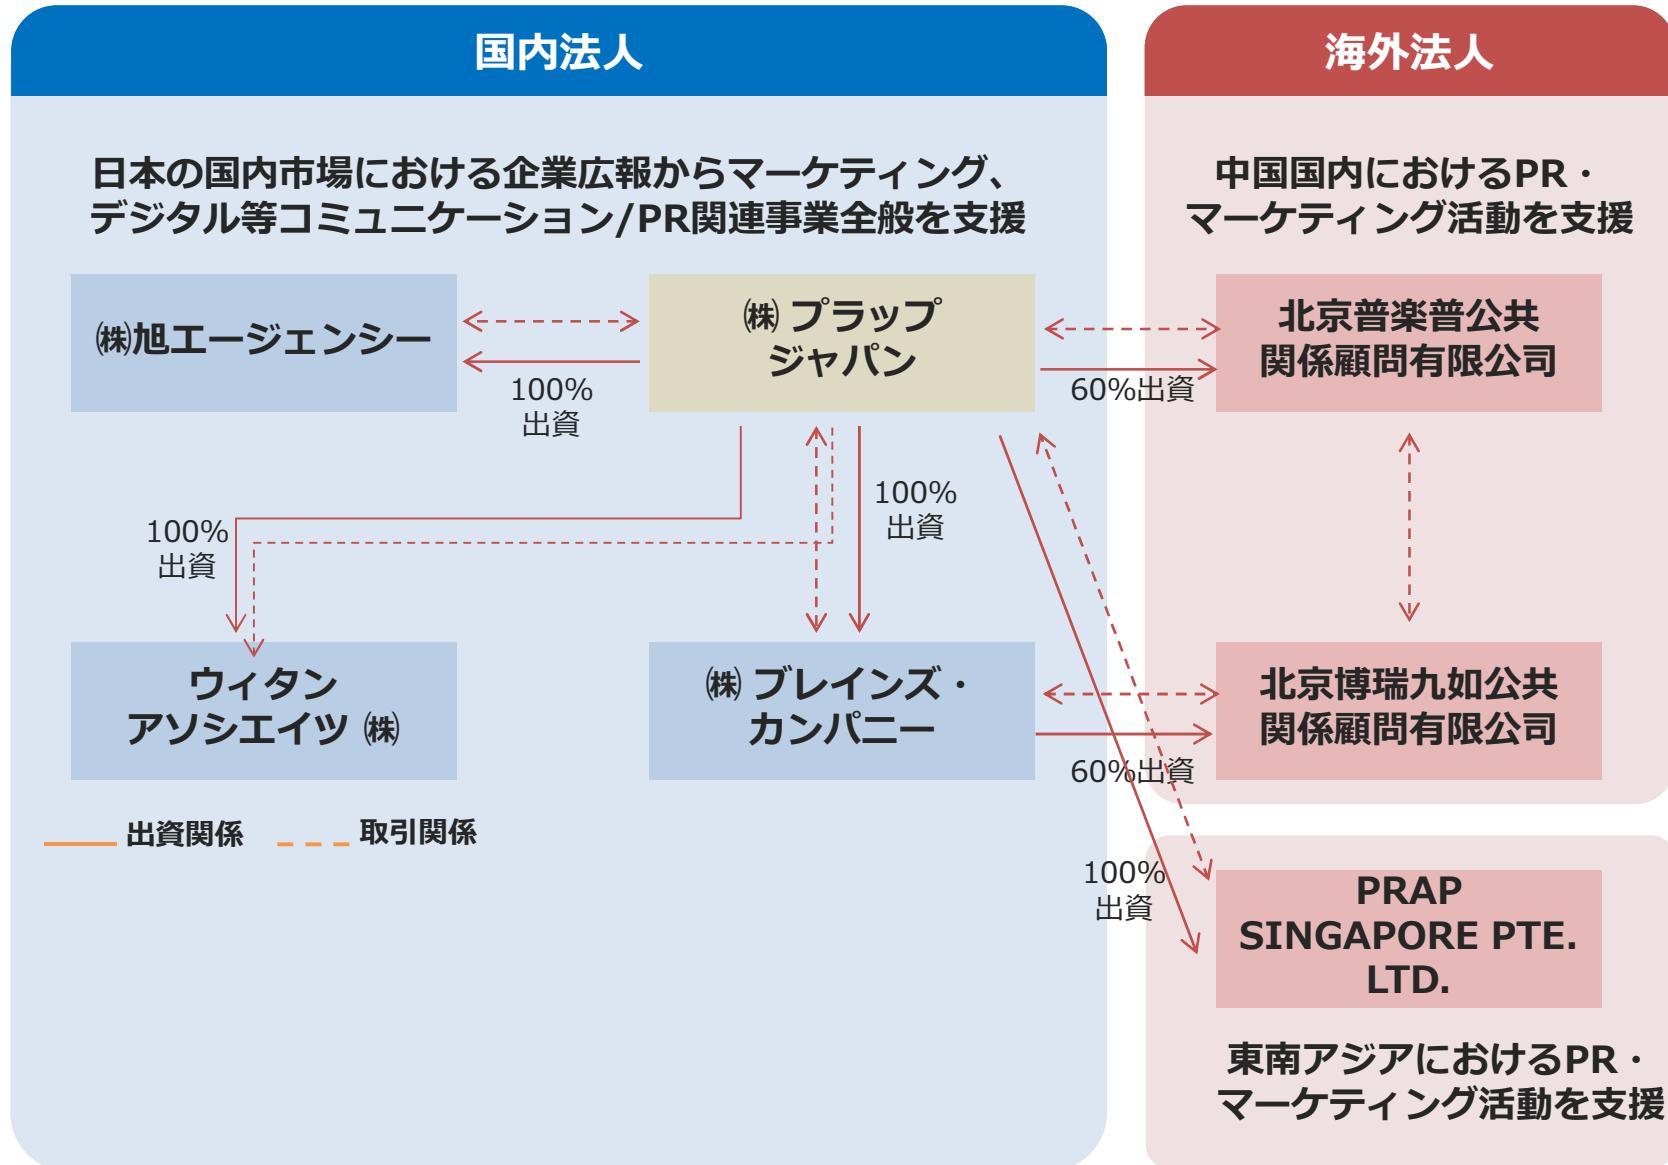 国内法人
海外法人
日本の国内市場における企業広報からマーケティング、
デジタル等コミュニケーション/PR関連事業全般を支援
中国国内におけるPR・
マーケティング活動を支援
㈱旭エージェンシー
㈱ プラップ
ジャパン
北京普楽普公共
関係顧問有限公司
100%
出資
60%出資
100%
出資
100%
出資
ウィタン
アソシエイツ ㈱
㈱ ブレインズ・
カンパニー
北京博瑞九如公共
関係顧問有限公司
60%出資
出資関係
取引関係
100%
出資
PRAP
SINGAPORE PTE.
LTD.
東南アジアにおけるPR・
マーケティング活動を支援